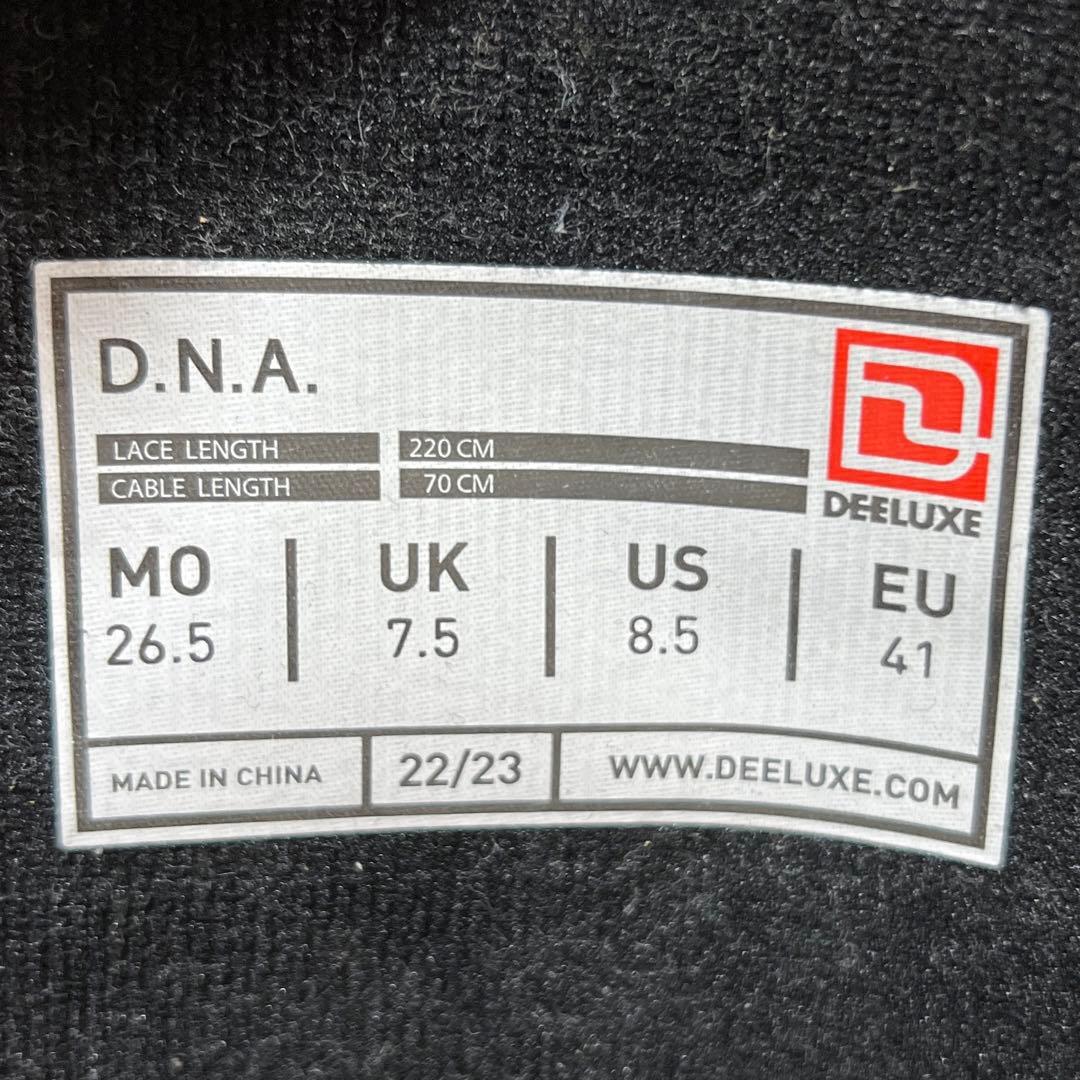 D.N.A.
LACE LENGTH 220 CM
CABLE LENGTH 70 CM
DEELUXE
MO UK US EU
26.5 7.5 8.5 41
MADE IN CHINA 22/23 WWW.DEELUXE.COM